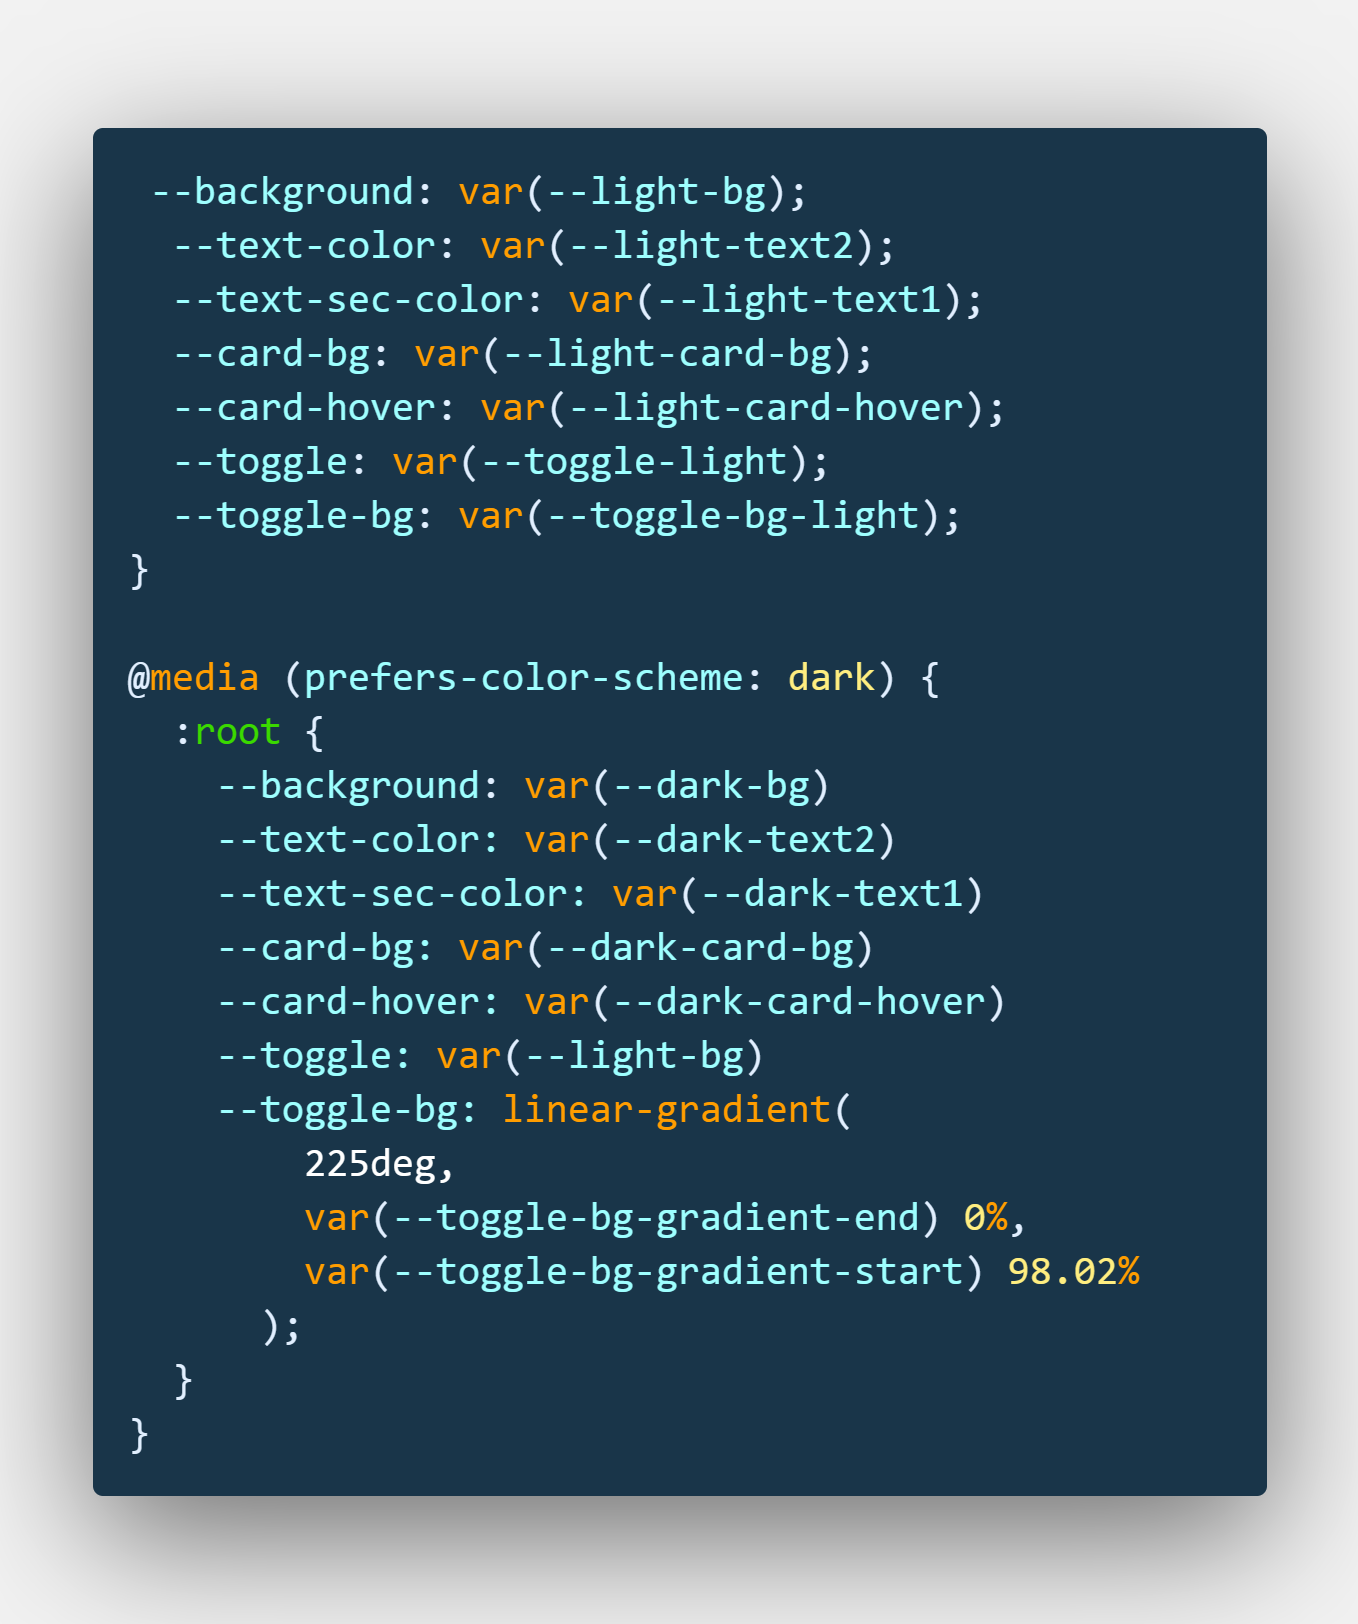 --background: var(--light-bg);
--text-color: var(--light-text2);
--text-sec-color: var(--light-text1);
--card-bg: var(--light-card-bg);
--card-hover: var(--light-card-hover);
--toggle: var(--toggle-light);
--toggle-bg: var(--toggle-bg-light);
}
@media (prefers-color-scheme: dark) {
:root {
--background: var(--dark-bg)
--text-color: var(--dark-text2)
--text-sec-color: var(--dark-text1)
--card-bg: var(--dark-card-bg)
--card-hover: var(--dark-card-hover)
--toggle: var(--light-bg)
--toggle-bg: linear-gradient(
225deg,
var(--toggle-bg-gradient-end) 0%,
var(--toggle-bg-gradient-start) 98.02%
);
}
}